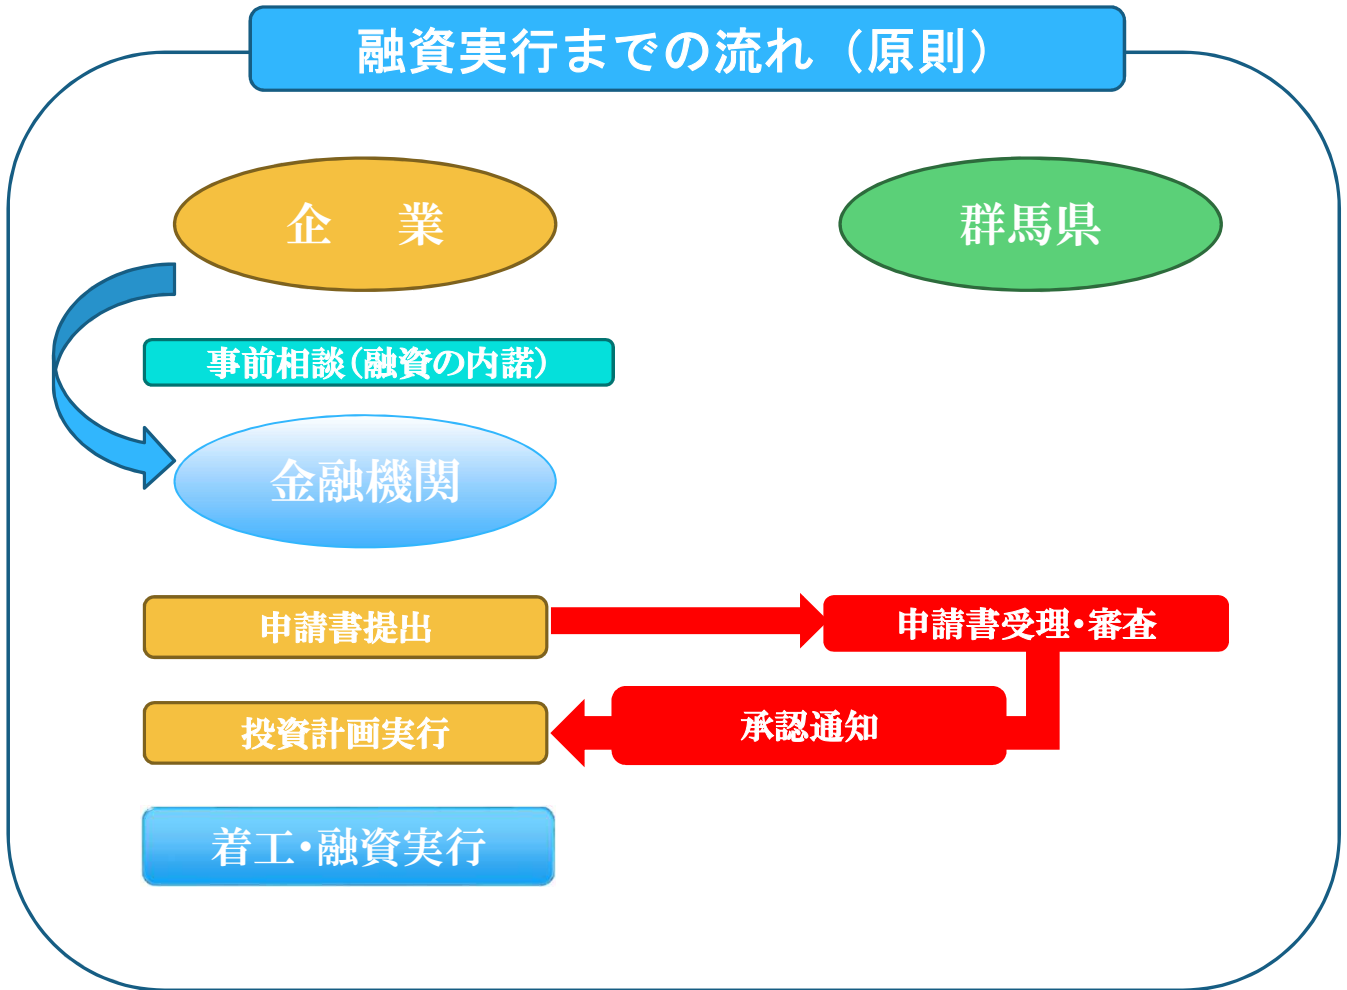 融資実行までの流れ（原則）
企　業
群馬県
事前相談（融資の内諾）
金融機関
申請書提出
申請書受理・審査
投資計画実行
承認通知
着工・融資実行